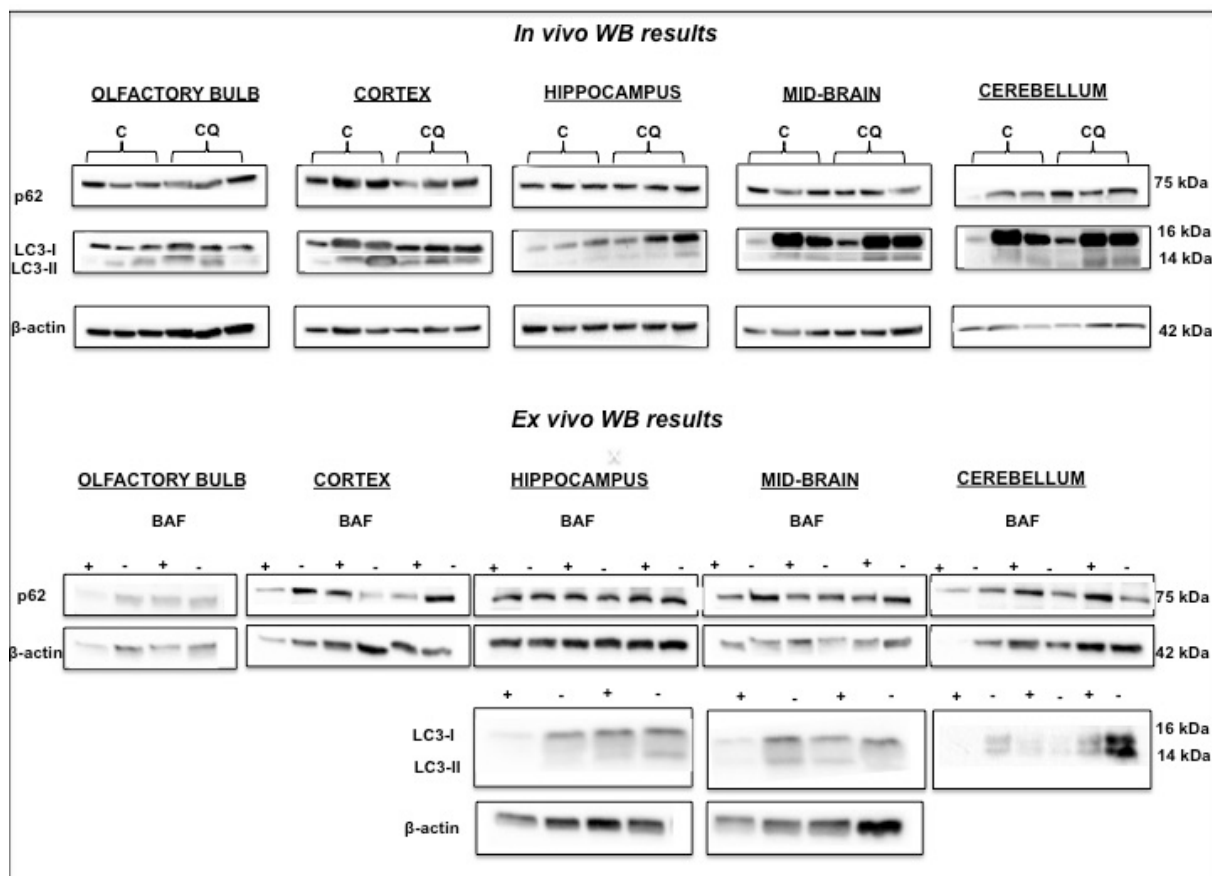 In vivo WB results
OLFACTORY BULB CORTEX HIPPOCAMPUS MID-BRAIN CEREBELLUM
C CQ C CQ C CQ C CQ C CQ
p62 75 kDa
LC3-I 16 kDa
LC3-II 14 kDa
β-actin 42 kDa
Ex vivo WB results
OLFACTORY BULB CORTEX HIPPOCAMPUS MID-BRAIN CEREBELLUM
BAF BAF BAF BAF BAF
+ - + - + - + - + - + - + - + - + - + - + - + - + - + -
p62 75 kDa
β-actin 42 kDa
+ - + - + - + - + - + - + -
LC3-I 16 kDa
14 kDa
LC3-II
β-actin